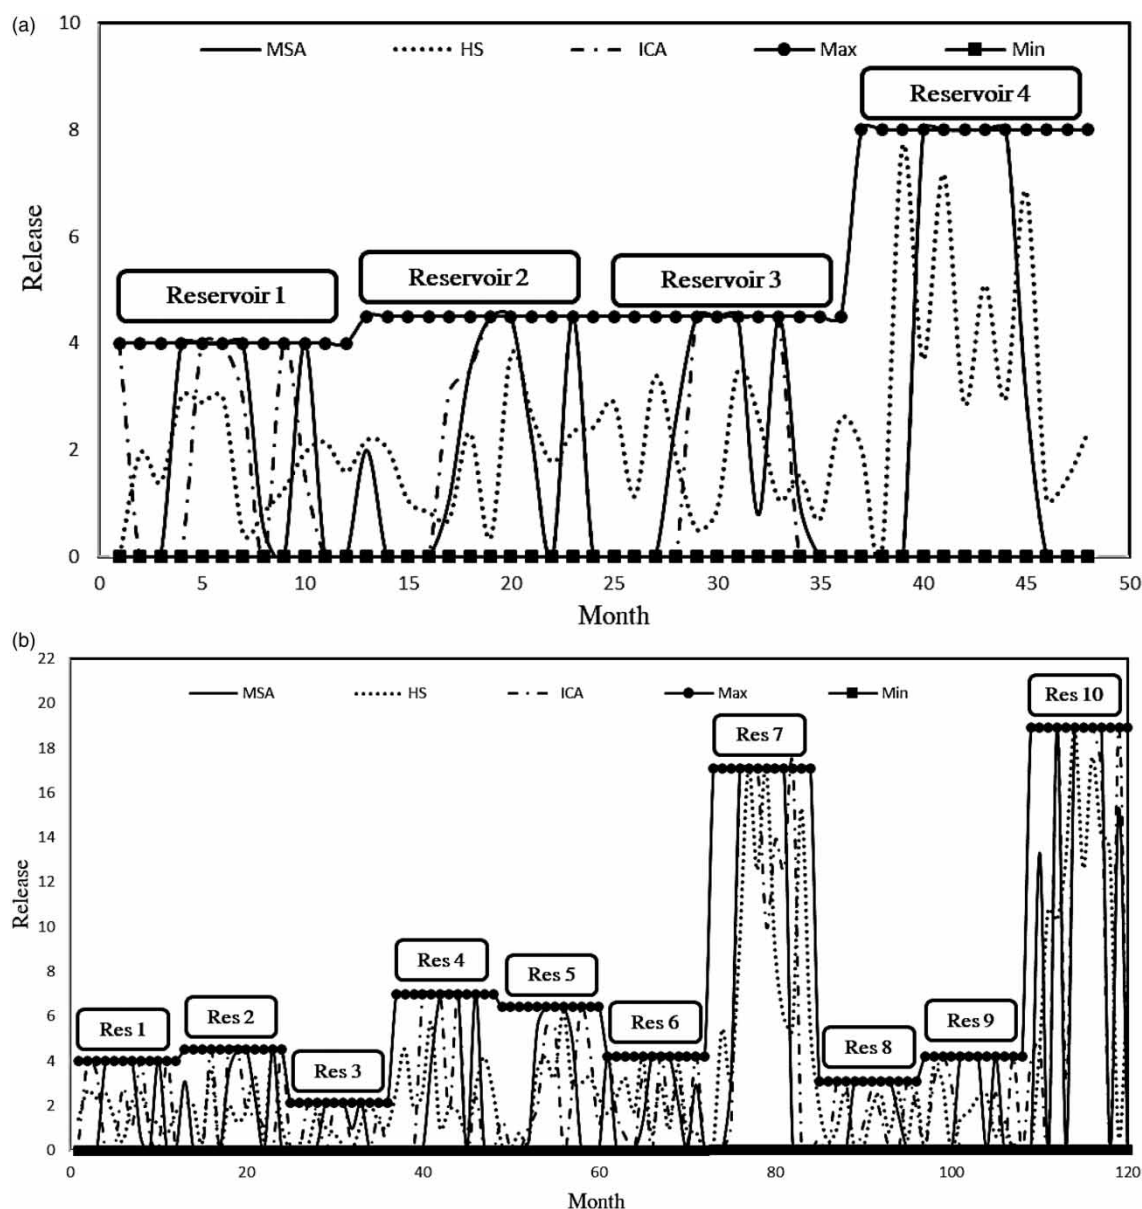 (a)
10
MSA HS ICA Max Min
Reservoir 4
8
6
Reservoir 2
Reservoir 3
Reservoir 1
4
2
0
Release
0 5 10 15 20 25 30 35 40 45 50
Month
(b)
22
MSA HS ICA Max Min
Res 10
20
Res 7
18
16
14
12
10
8
Res 4
Res 5
6
Res 1
Res 2
Res 6
Res 9
Res 8
4
Res 3
2
0
Release
0 20 40 60 80 100 120
Month